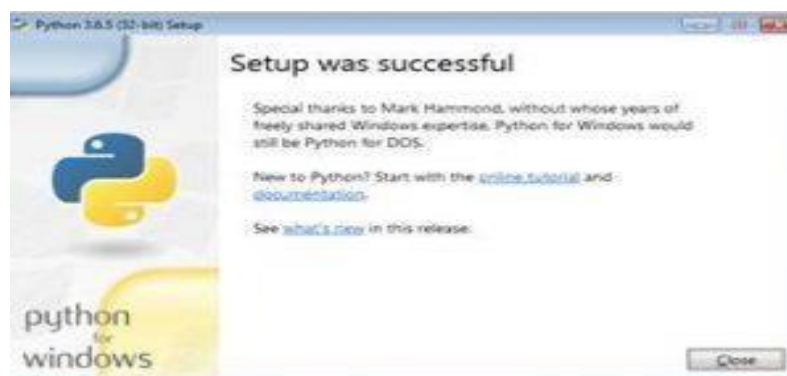 Python 3.6.5 (32-bit) Setup
Setup was successful
Special thanks to Mark Hammond, without whose years of
freely shared Windows expertise, Python for Windows would
still be Python for DOS.
New to Python? Start with the online tutorial and
documentation.
See what's new in this release.
python
for
windows
Close